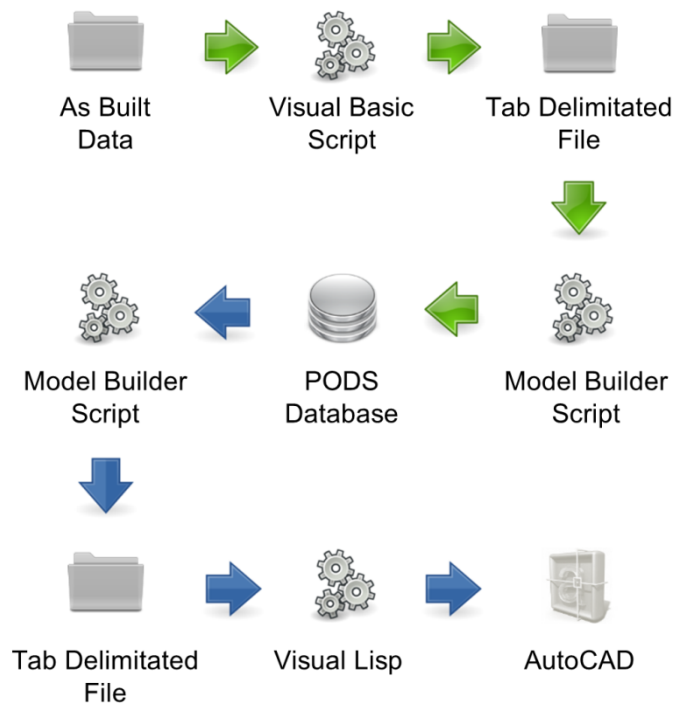 As Built
Data
Visual Basic
Script
Tab Delimitated
File
Model Builder
Script
PODS
Database
Model Builder
Script
Tab Delimitated
File
Visual Lisp
AutoCAD